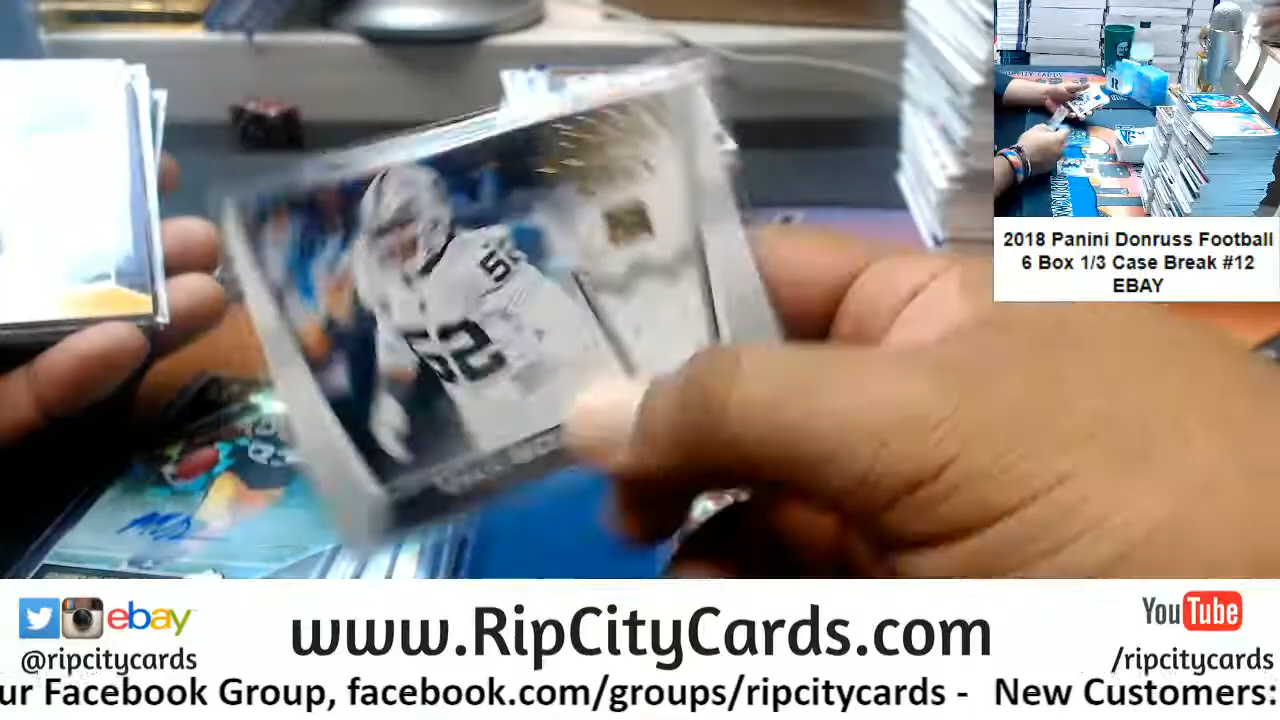 2018 Panini Donruss Football
6 Box 1/3 Case Break #12
EBAY
52
ebay
@ripcitycards
www.RipCityCards.com
YouTube
/ripcitycards
ur Facebook Group, facebook.com/groups/ripcitycards - New Customers: